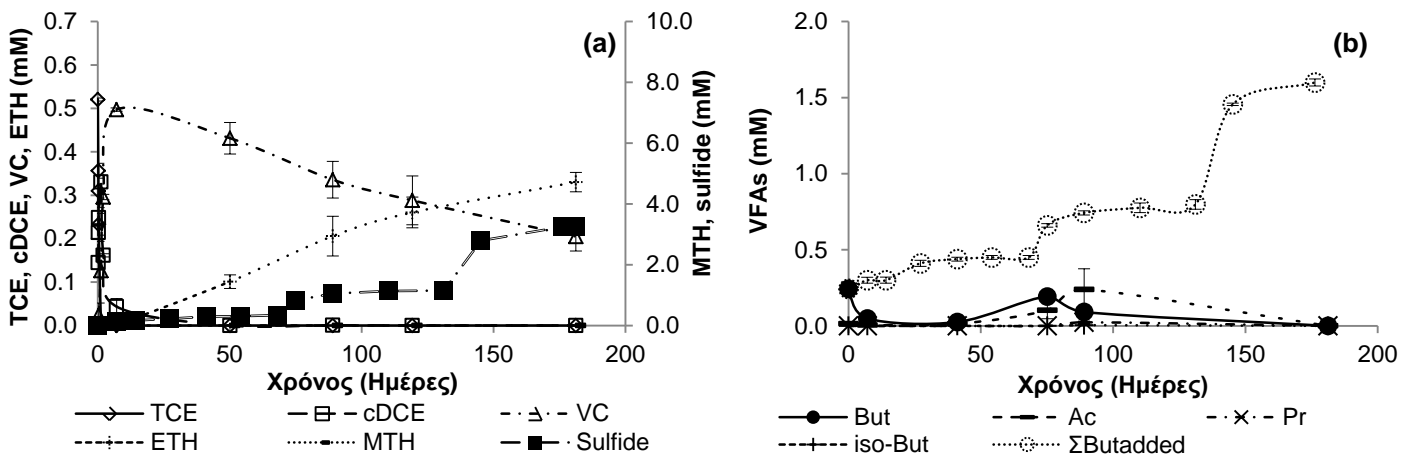 (a)
TCE, cDCE, VC, ETH (mM)
0.7
0.6
0.5
0.4
0.3
0.2
0.1
0.0
10.0
8.0
6.0
4.0
2.0
0.0
MTH, sulfide (mM)
0 50 100 150 200
Χρόνος (Ημέρες)
TCE cDCE VC
ETH MTH Sulfide
(b)
VFAs (mM)
2.0
1.5
1.0
0.5
0.0
0 50 100 150 200
Χρόνος (Ημέρες)
But Ac Pr
iso-But ΣButadded